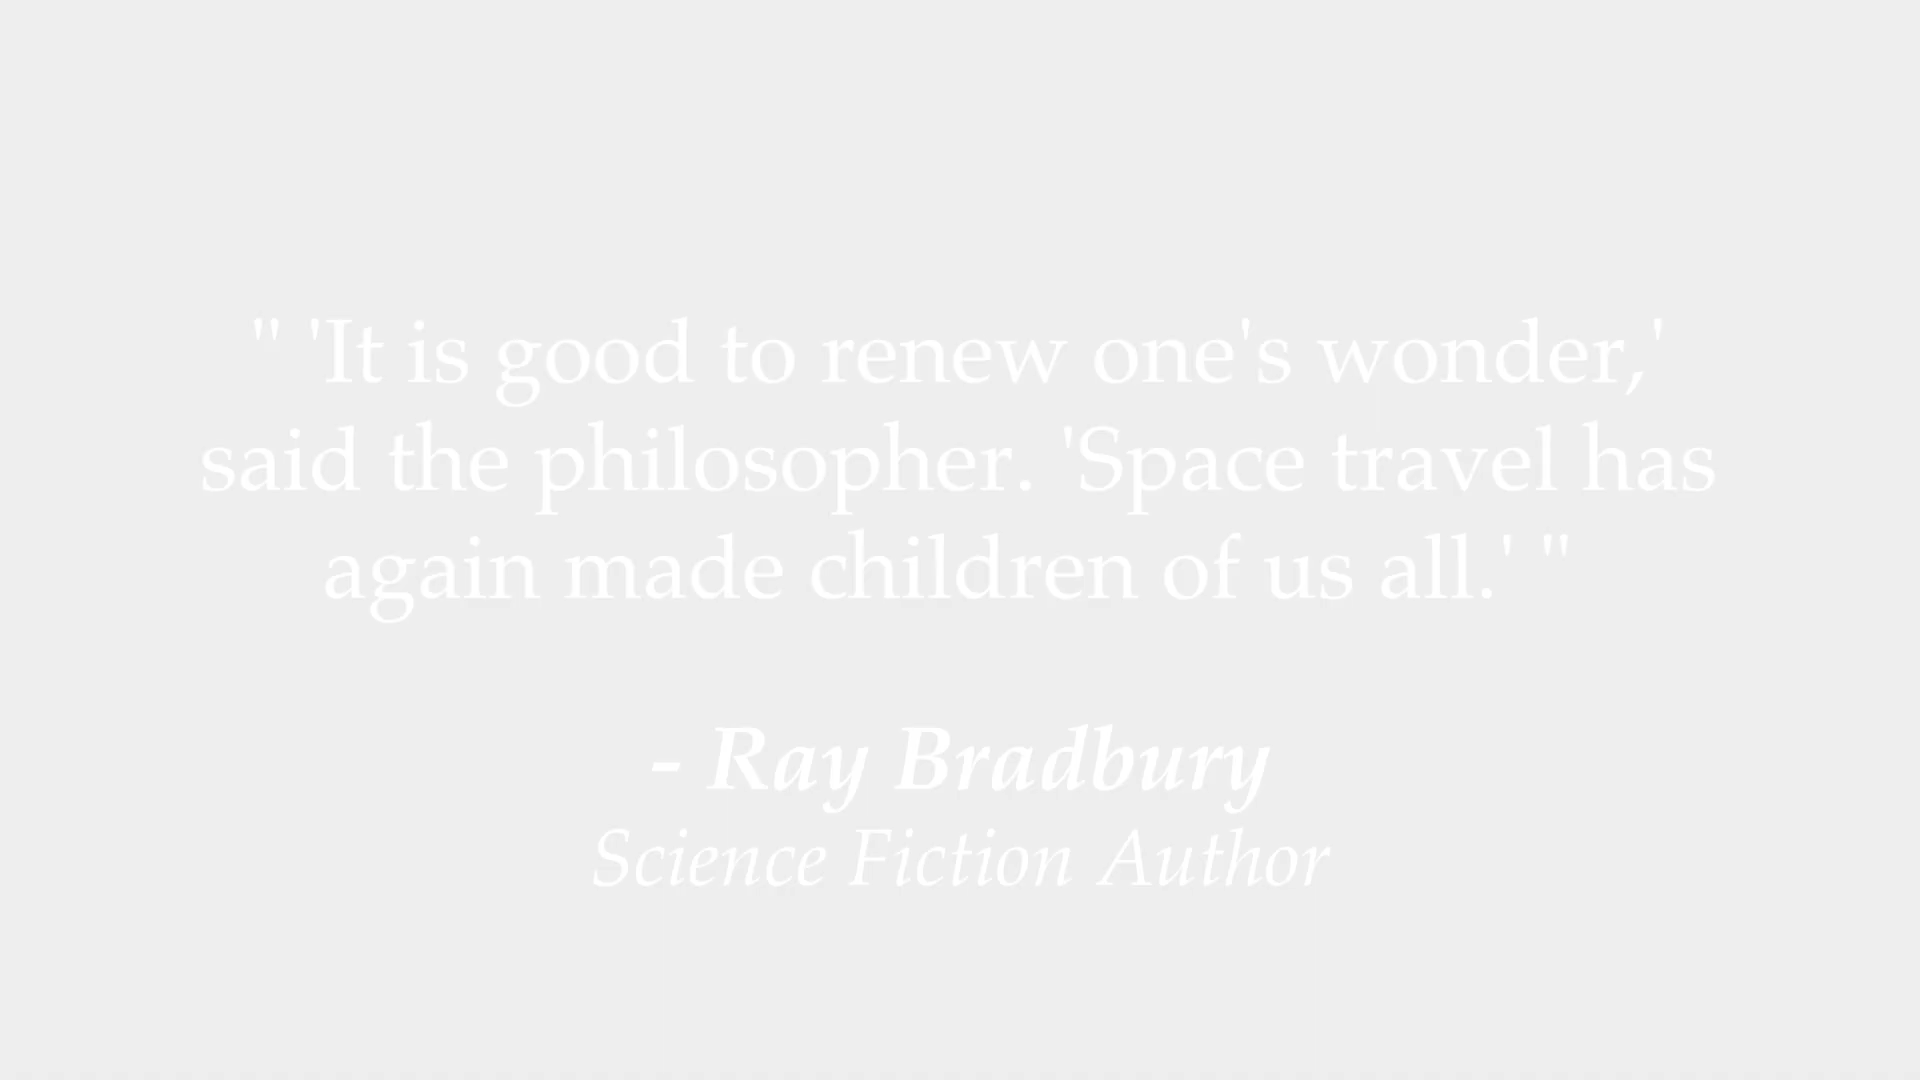 " 'It is good to renew one's wonder,'
said the philosopher. 'Space travel has
again made children of us all.' "
- Ray Bradbury
Science Fiction Author